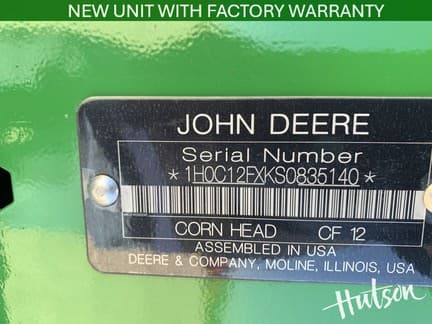 NEW UNIT WITH FACTORY WARRANTY
JOHN DEERE
Serial Number
*1H0C12FXKS0835140*
CORN HEAD CF 12
ASSEMBLED IN USA
DEERE & COMPANY, MOLINE, ILLINOIS, USA
Hutson